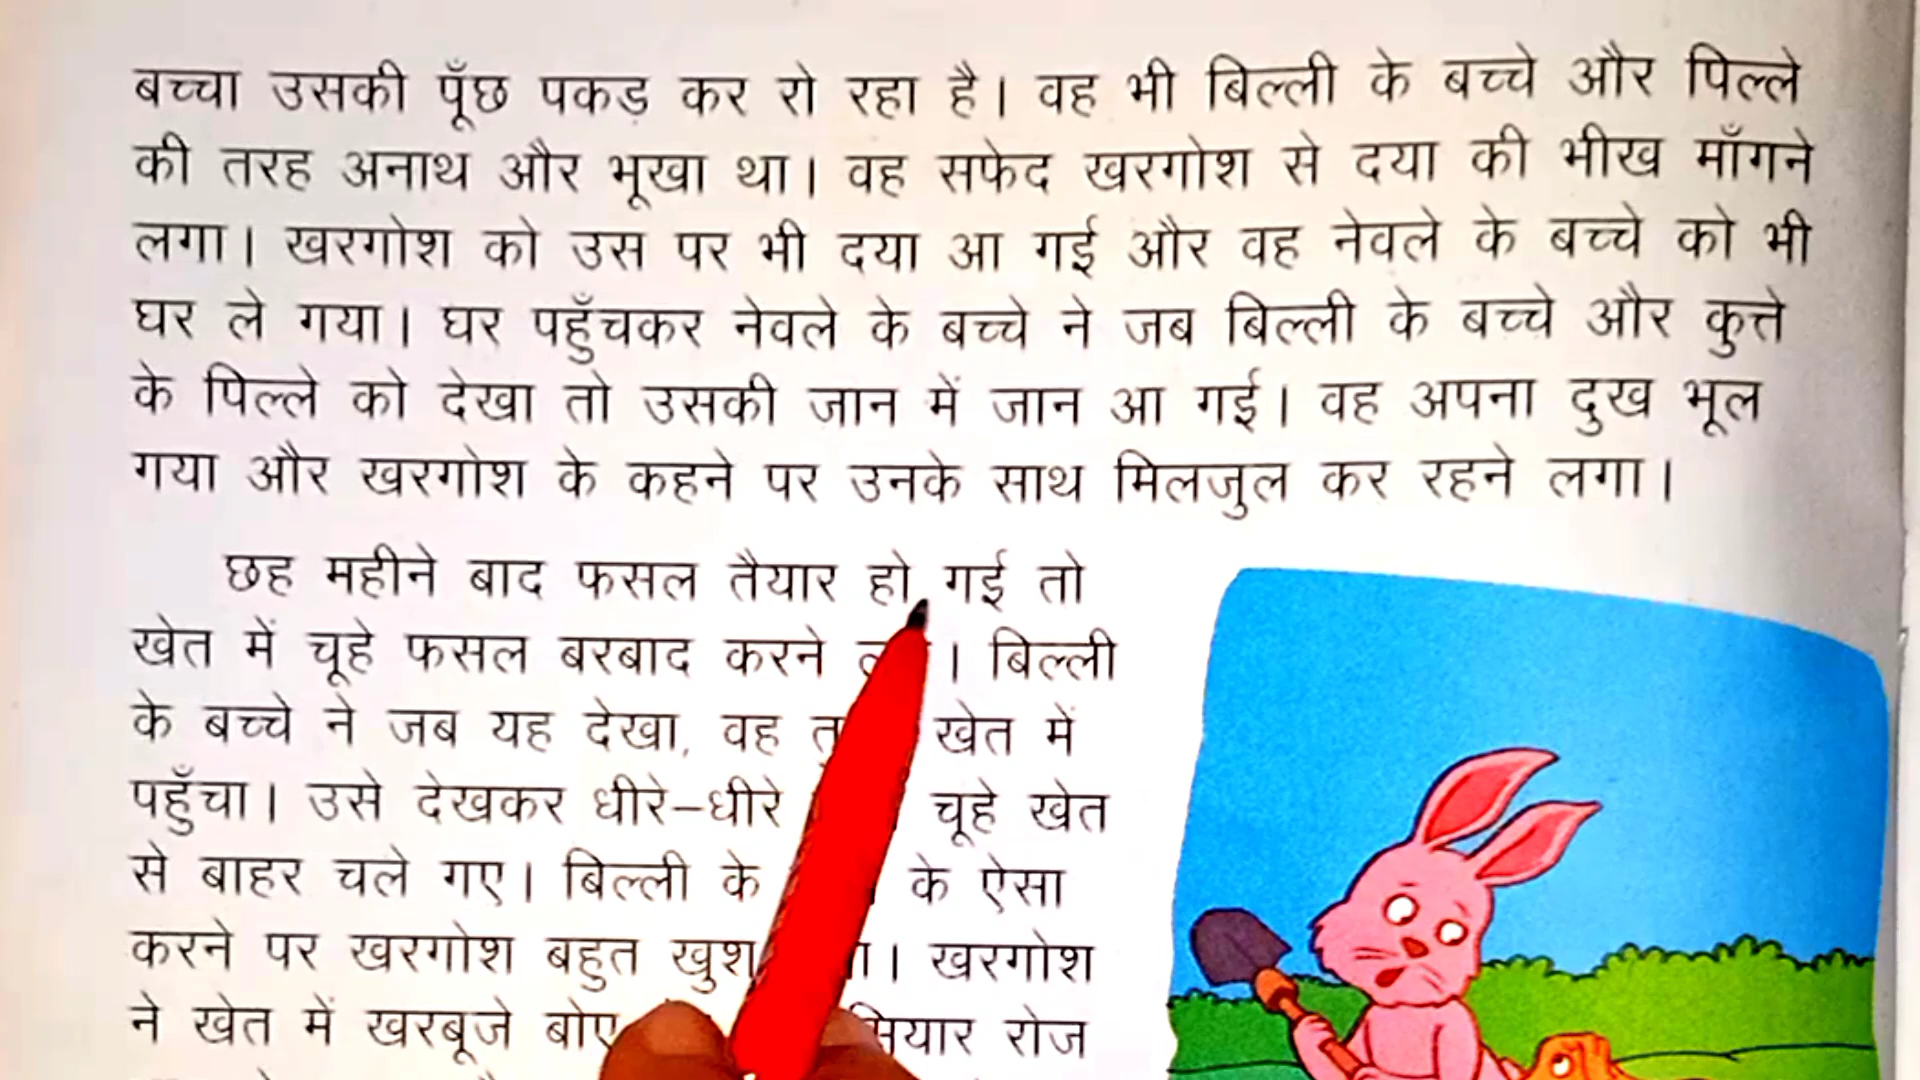 बच्चा उसकी पूँछ पकड़ कर रो रहा है। वह भी बिल्ली के बच्चे और पिल्ले
की तरह अनाथ और भूखा था। वह सफेद खरगोश से दया की भीख माँगने
लगा। खरगोश को उस पर भी दया आ गई और वह नेवले के बच्चे को भी
घर ले गया। घर पहुँचकर नेवले के बच्चे ने जब बिल्ली के बच्चे और कुत्ते
के पिल्ले को देखा तो उसकी जान में जान आ गई। वह अपना दुख भूल
गया और खरगोश के कहने पर उनके साथ मिलजुल कर रहने लगा।
छह महीने बाद फसल तैयार हो गई तो
खेत में चूहे फसल बरबाद करने । बिल्ली
के बच्चे ने जब यह देखा, वह खेत में
पहुँचा। उसे देखकर धीरे–धीरे चूहे खेत
से बाहर चले गए। बिल्ली के के ऐसा
करने पर खरगोश बहुत खुश । खरगोश
ने खेत में खरबूजे बोए सियार रोज